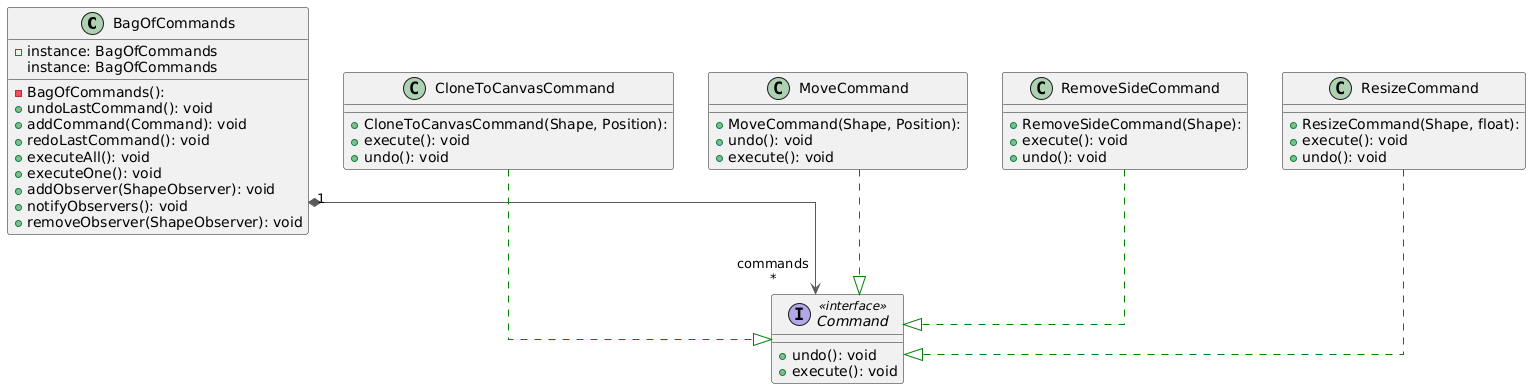 C BagOfCommands
instance: BagOfCommands
instance: BagOfCommands
BagOfCommands():
undoLastCommand(): void
addCommand(Command): void
redoLastCommand(): void
executeAll(): void
executeOne(): void
addObserver(ShapeObserver): void
notifyObservers(): void
removeObserver(ShapeObserver): void
C CloneToCanvasCommand
CloneToCanvasCommand(Shape, Position):
execute(): void
undo(): void
C MoveCommand
MoveCommand(Shape, Position):
undo(): void
execute(): void
C RemoveSideCommand
RemoveSideCommand(Shape):
execute(): void
undo(): void
C ResizeCommand
ResizeCommand(Shape, float):
execute(): void
undo(): void
1
commands
*
«interface»
I Command
undo(): void
execute(): void